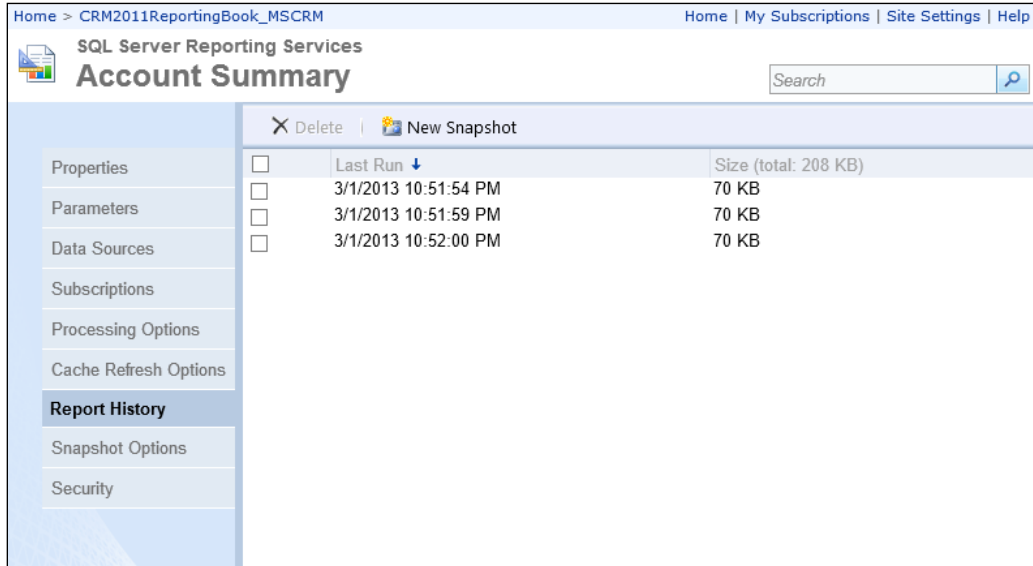 Home > CRM2011ReportingBook_MSCRM
Home | My Subscriptions | Site Settings | Help
SQL Server Reporting Services
Account Summary
Search
Delete | New Snapshot
Properties
Parameters
Data Sources
Subscriptions
Processing Options
Cache Refresh Options
Report History
Snapshot Options
Security
Last Run Size (total: 208 KB)
3/1/2013 10:51:54 PM 70 KB
3/1/2013 10:51:59 PM 70 KB
3/1/2013 10:52:00 PM 70 KB